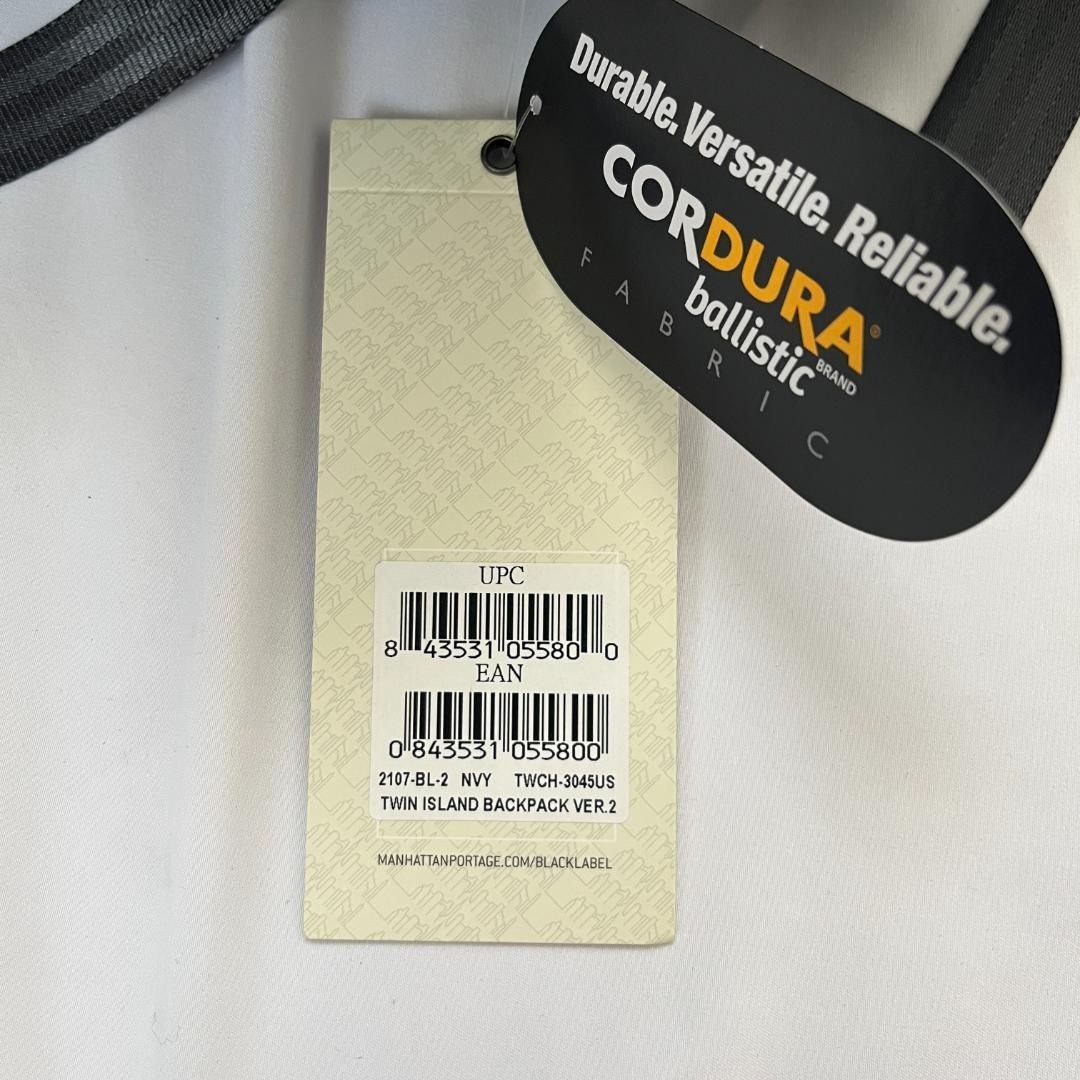 Durable. Versatile. Reliable.
CORDURA®
ballistic BRAND
FABRIC
UPC
8 43531 05580 0
EAN
0 843531 055800
2107-BL-2 NVY TWCH-3045US
TWIN ISLAND BACKPACK VER.2
MANHATTANPORTAGE.COM/BLACKLABEL